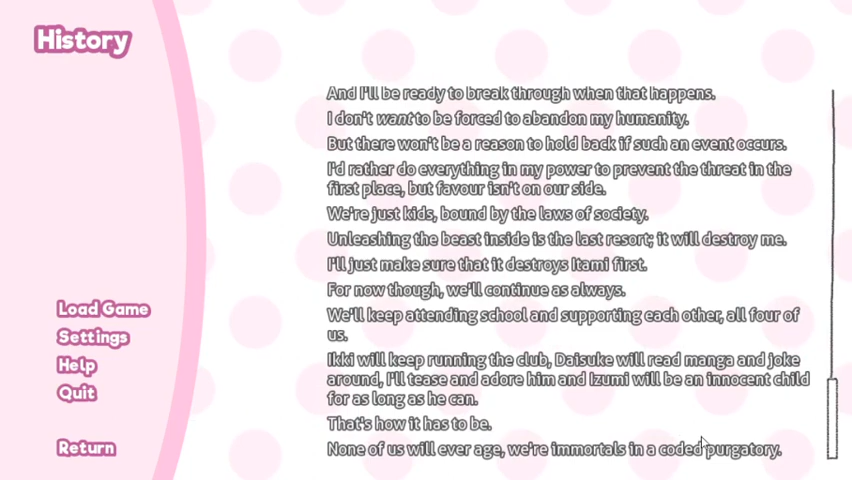 History
And I'll be ready to break through when that happens.
I don't want to be forced to abandon my humanity.
But there won't be a reason to hold back if such an event occurs.
I'd rather do everything in my power to prevent the threat in the
first place, but favour isn't on our side.
We're just kids, bound by the laws of society.
Unleashing the beast inside is the last resort; it will destroy me.
I'll just make sure that it destroys Itami first.
For now though, we'll continue as always.
We'll keep attending school and supporting each other, all four of
us.
Ikki will keep running the club, Daisuke will read manga and joke
around, I'll tease and adore him and Izumi will be an innocent child
for as long as he can.
That's how it has to be.
None of us will ever age, we're immortals in a coded purgatory.
Load Game
Settings
Help
Quit
Return